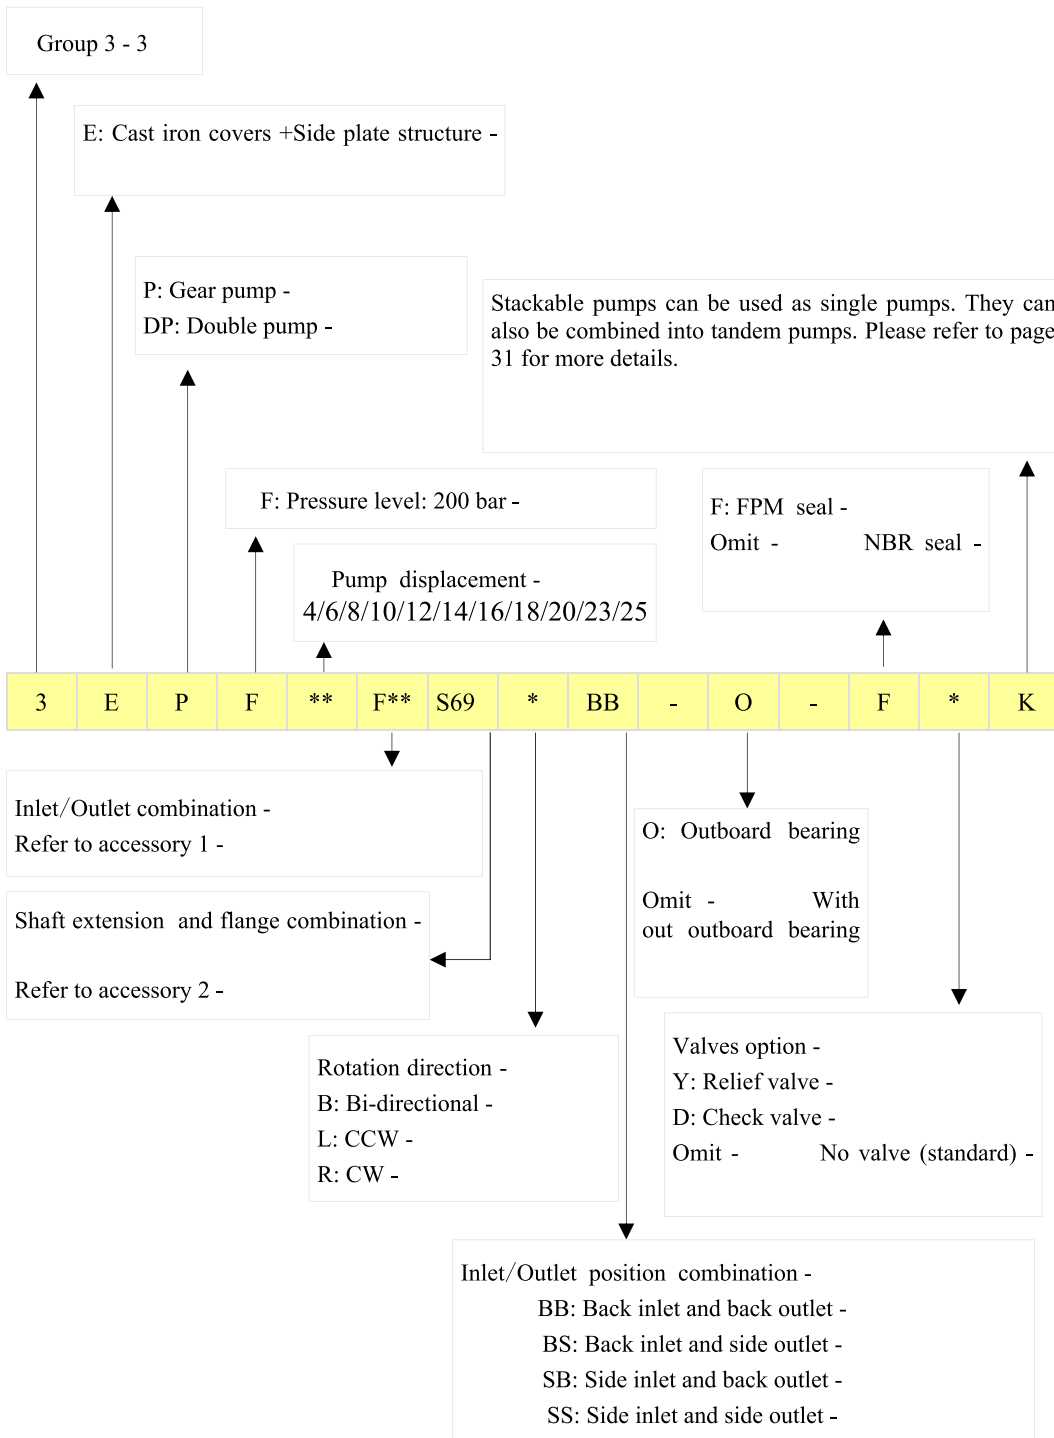 Group 3 - 3
E: Cast iron covers +Side plate structure -
P: Gear pump -
DP: Double pump -
Stackable pumps can be used as single pumps. They can
also be combined into tandem pumps. Please refer to page
31 for more details.
F: Pressure level: 200 bar -
F: FPM seal -
Omit - NBR seal -
Pump displacement -
4/6/8/10/12/14/16/18/20/23/25
3 E P F ** F** S69 * BB - O - F * K
Inlet/Outlet combination -
Refer to accessory 1 -
O: Outboard bearing
Omit - With
out outboard bearing
Shaft extension and flange combination -
Refer to accessory 2 -
Rotation direction -
B: Bi-directional -
L: CCW -
R: CW -
Valves option -
Y: Relief valve -
D: Check valve -
Omit - No valve (standard) -
Inlet/Outlet position combination -
BB: Back inlet and back outlet -
BS: Back inlet and side outlet -
SB: Side inlet and back outlet -
SS: Side inlet and side outlet -